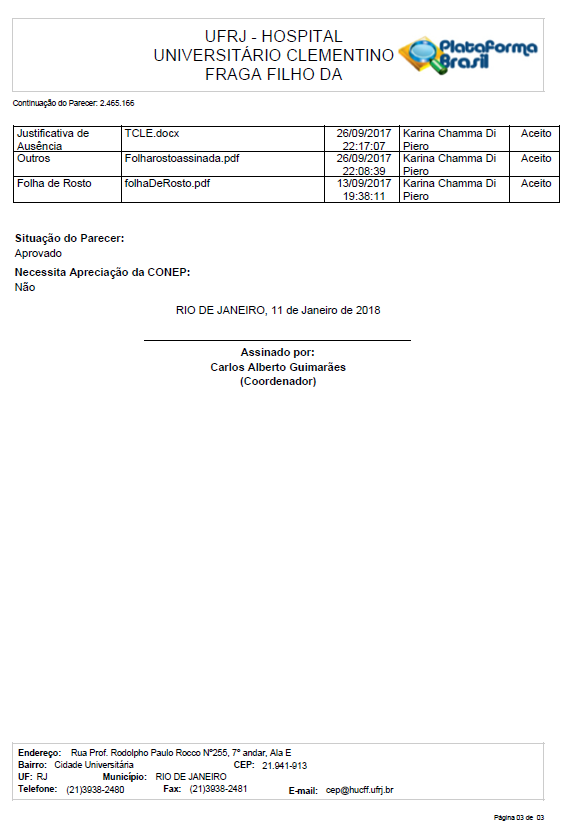 UFRJ - HOSPITAL
UNIVERSITÁRIO CLEMENTINO
FRAGA FILHO DA
Plataforma
Brasil
Continuação do Parecer: 2.465.166
Justificativa de Ausência TCLE.docx 26/09/2017 22:17:07 Karina Chamma Di Piero Aceito
Outros Folharostoassinada.pdf 26/09/2017 22:08:39 Karina Chamma Di Piero Aceito
Folha de Rosto folhaDeRosto.pdf 13/09/2017 19:38:11 Karina Chamma Di Piero Aceito
Situação do Parecer:
Aprovado
Necessita Apreciação da CONEP:
Não
RIO DE JANEIRO, 11 de Janeiro de 2018
Assinado por:
Carlos Alberto Guimarães
(Coordenador)
Endereço: Rua Prof. Rodolpho Paulo Rocco Nº255, 7º andar, Ala E
Bairro: Cidade Universitária CEP: 21.941-913
UF: RJ Município: RIO DE JANEIRO
Telefone: (21)3938-2480 Fax: (21)3938-2481 E-mail: cep@hucff.ufrj.br
Página 03 de 03